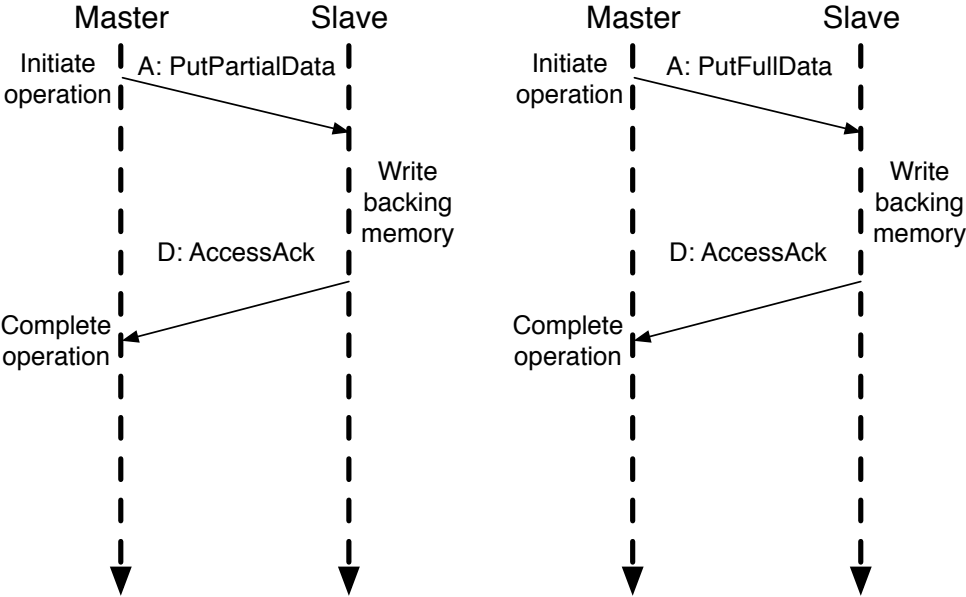 Master
Slave
Initiate
operation
A: PutPartialData
Write
backing
memory
D: AccessAck
Complete
operation
Master
Slave
Initiate
operation
A: PutFullData
Write
backing
memory
D: AccessAck
Complete
operation